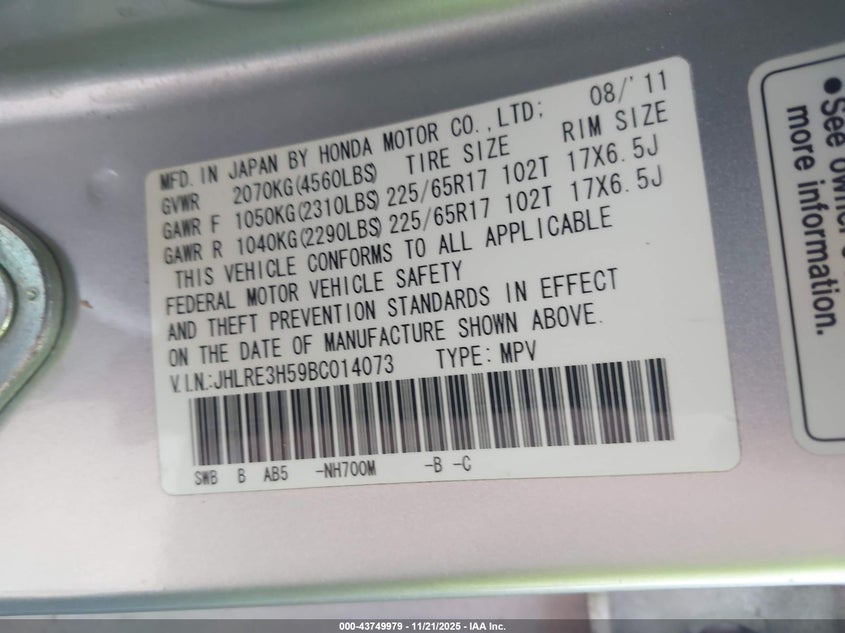 MFD. IN JAPAN BY HONDA MOTOR CO.,LTD; 08/'11
GVWR 2070KG(4560LBS) TIRE SIZE RIM SIZE
GAWR F 1050KG(2310LBS) 225/65R17 102T 17X6.5J
GAWR R 1040KG(2290LBS) 225/65R17 102T 17X6.5J
THIS VEHICLE CONFORMS TO ALL APPLICABLE
FEDERAL MOTOR VEHICLE SAFETY
AND THEFT PREVENTION STANDARDS IN EFFECT
ON THE DATE OF MANUFACTURE SHOWN ABOVE.
V.I.N.:JHLRE3H59BC014073 TYPE: MPV
SWB B AB5 -NH700M -B -C
●See owner's
more information.
000-43749979 - 11/21/2025 - IAA Inc.